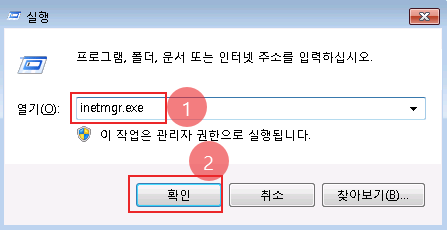 실행
프로그램, 폴더, 문서 또는 인터넷 주소를 입력하십시오.
열기(O): inetmgr.exe 1
이 작업은 관리자 권한으로 실행됩니다.
2
확인 취소 찾아보기(B)...